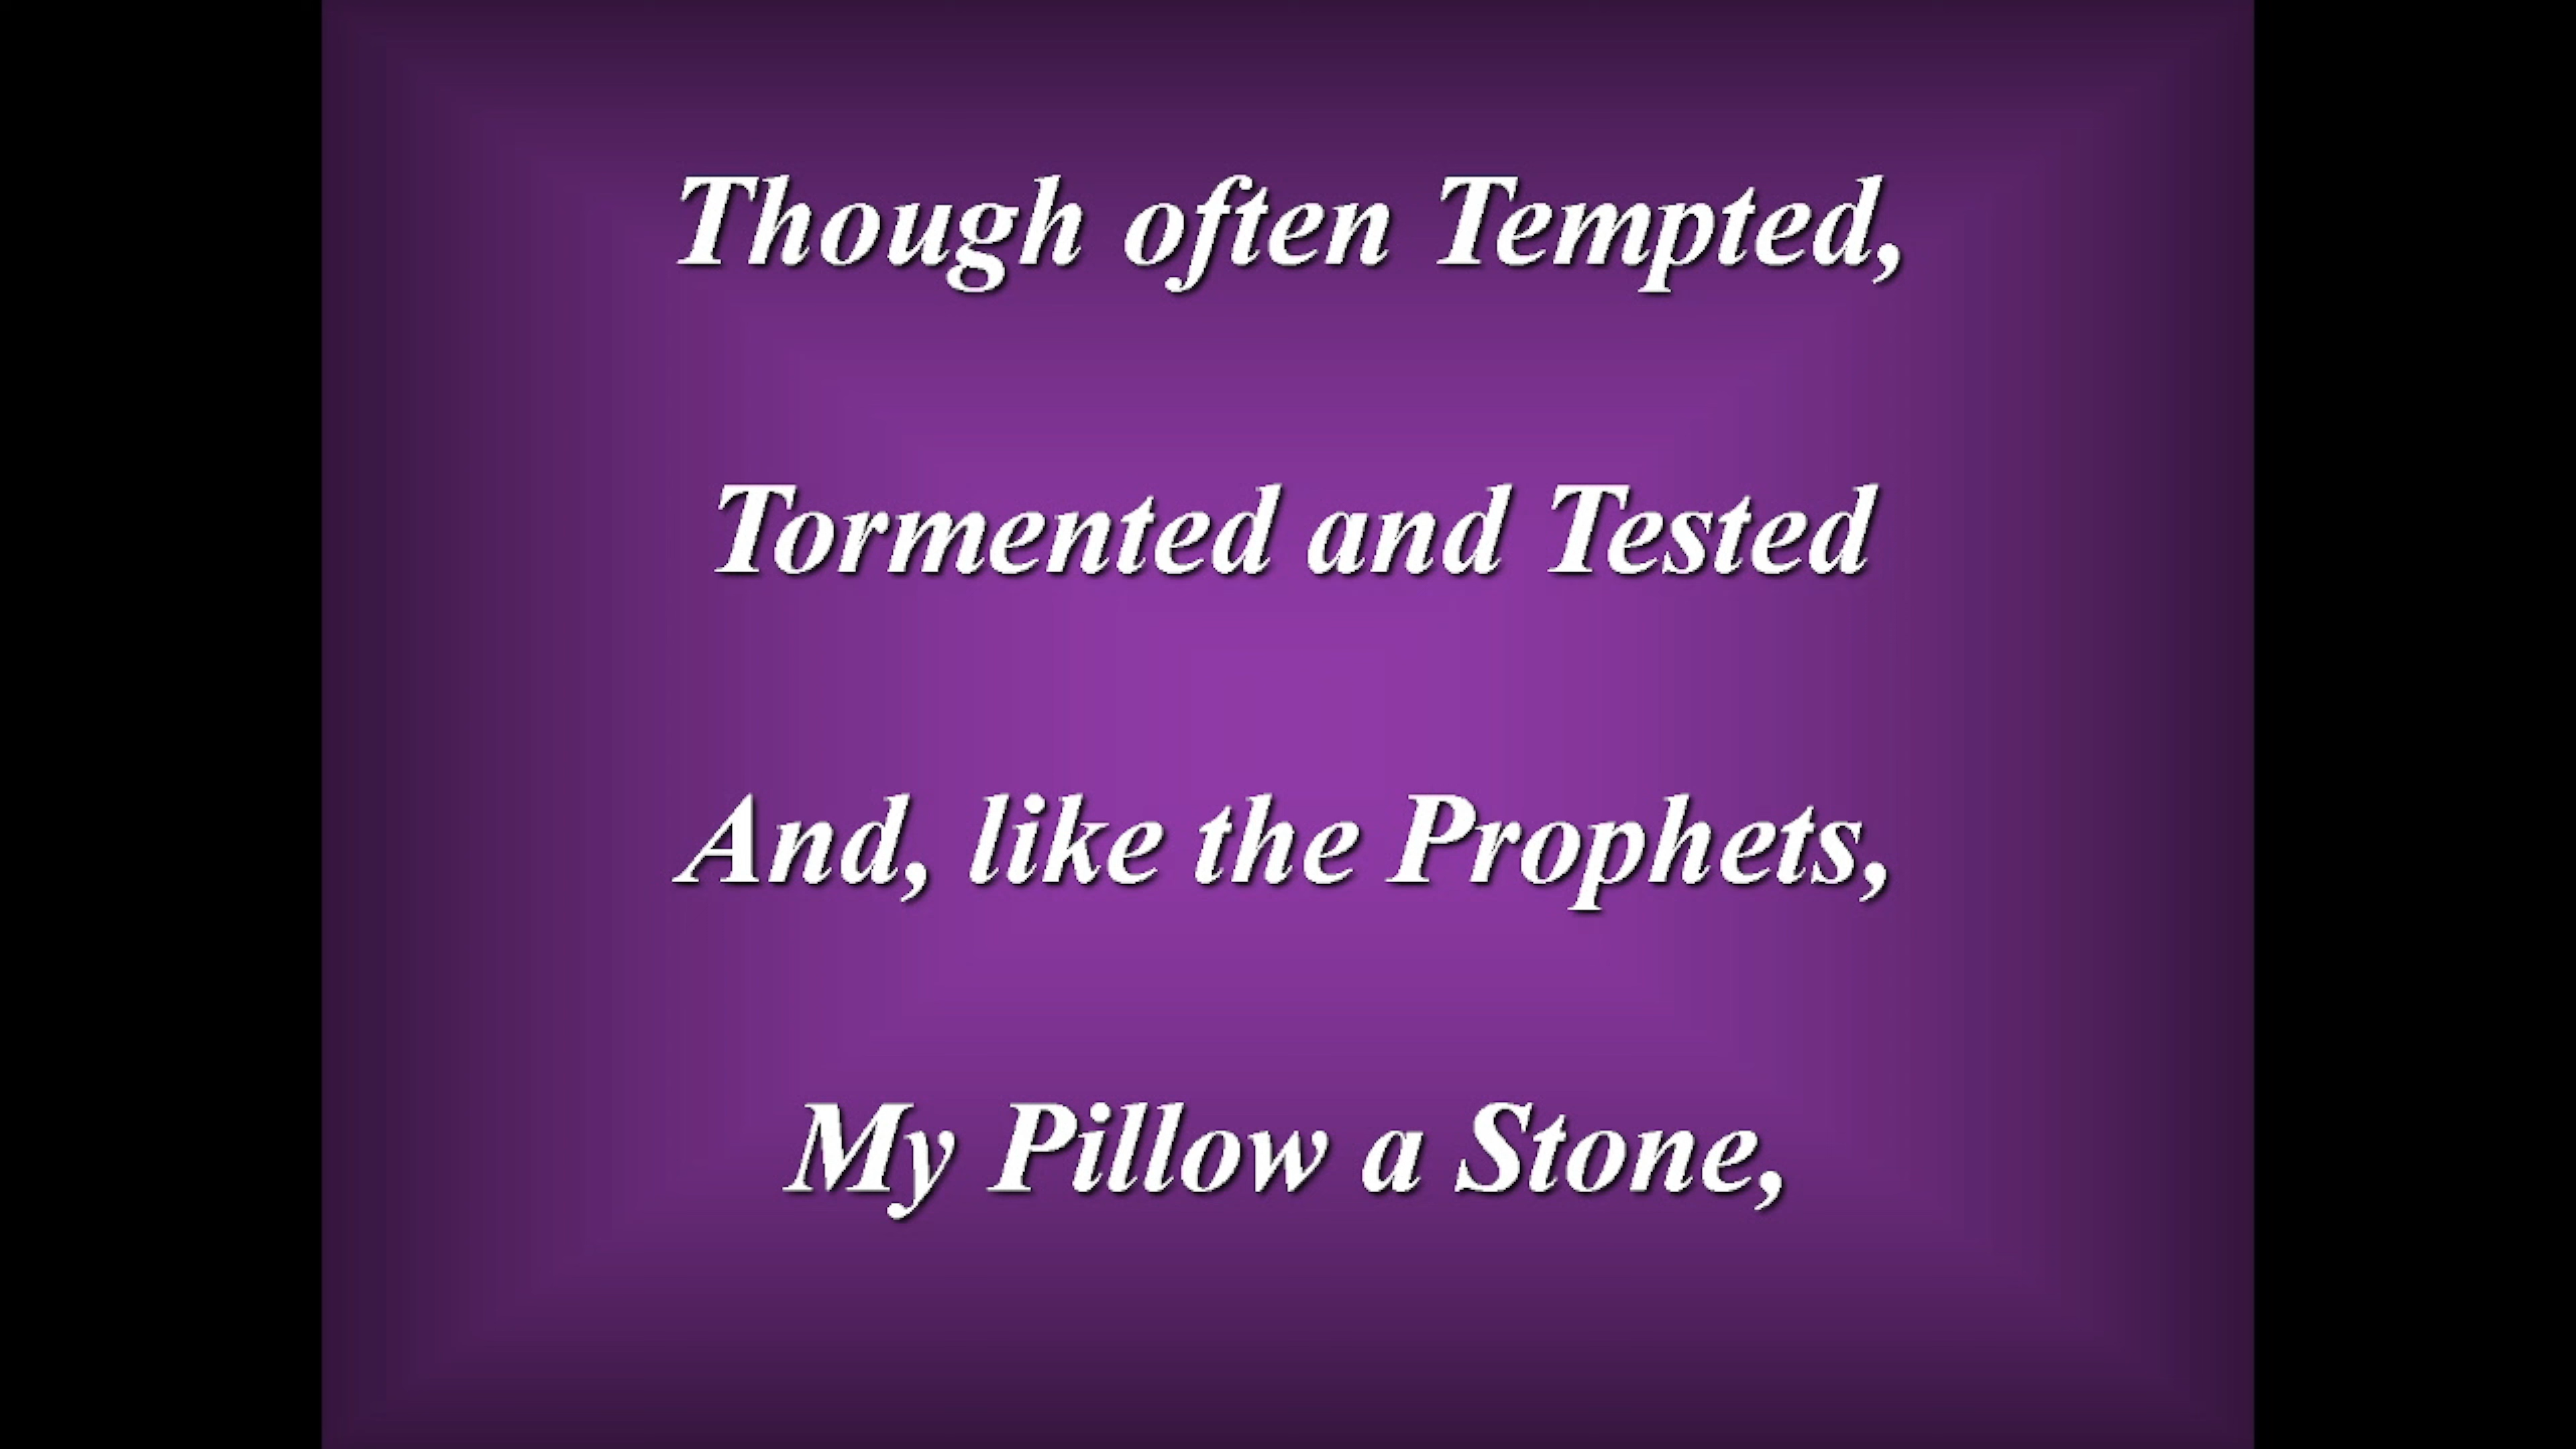 Though often Tempted,
Tormented and Tested
And, like the Prophets,
My Pillow a Stone,